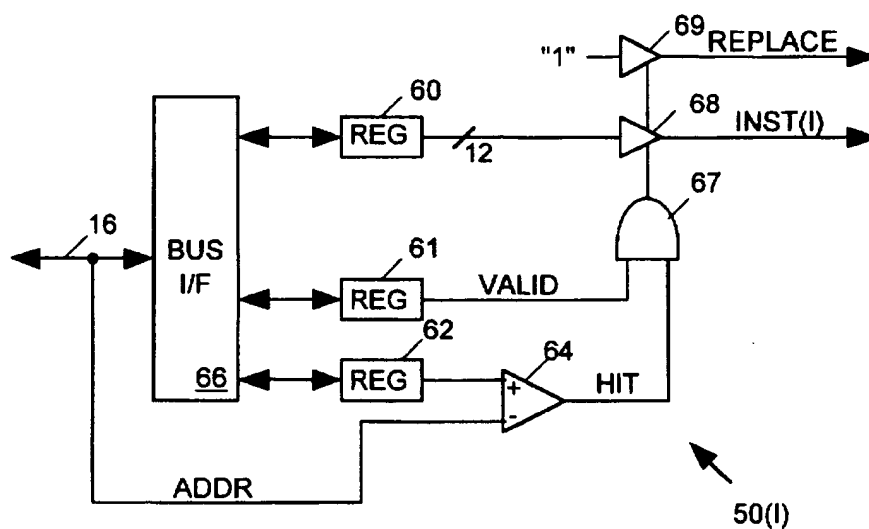 69
"1"
REPLACE
60
REG
12
68
INST(I)
67
16
BUS
I/F
61
REG
VALID
62
REG
64
+
-
HIT
66
ADDR
50(I)